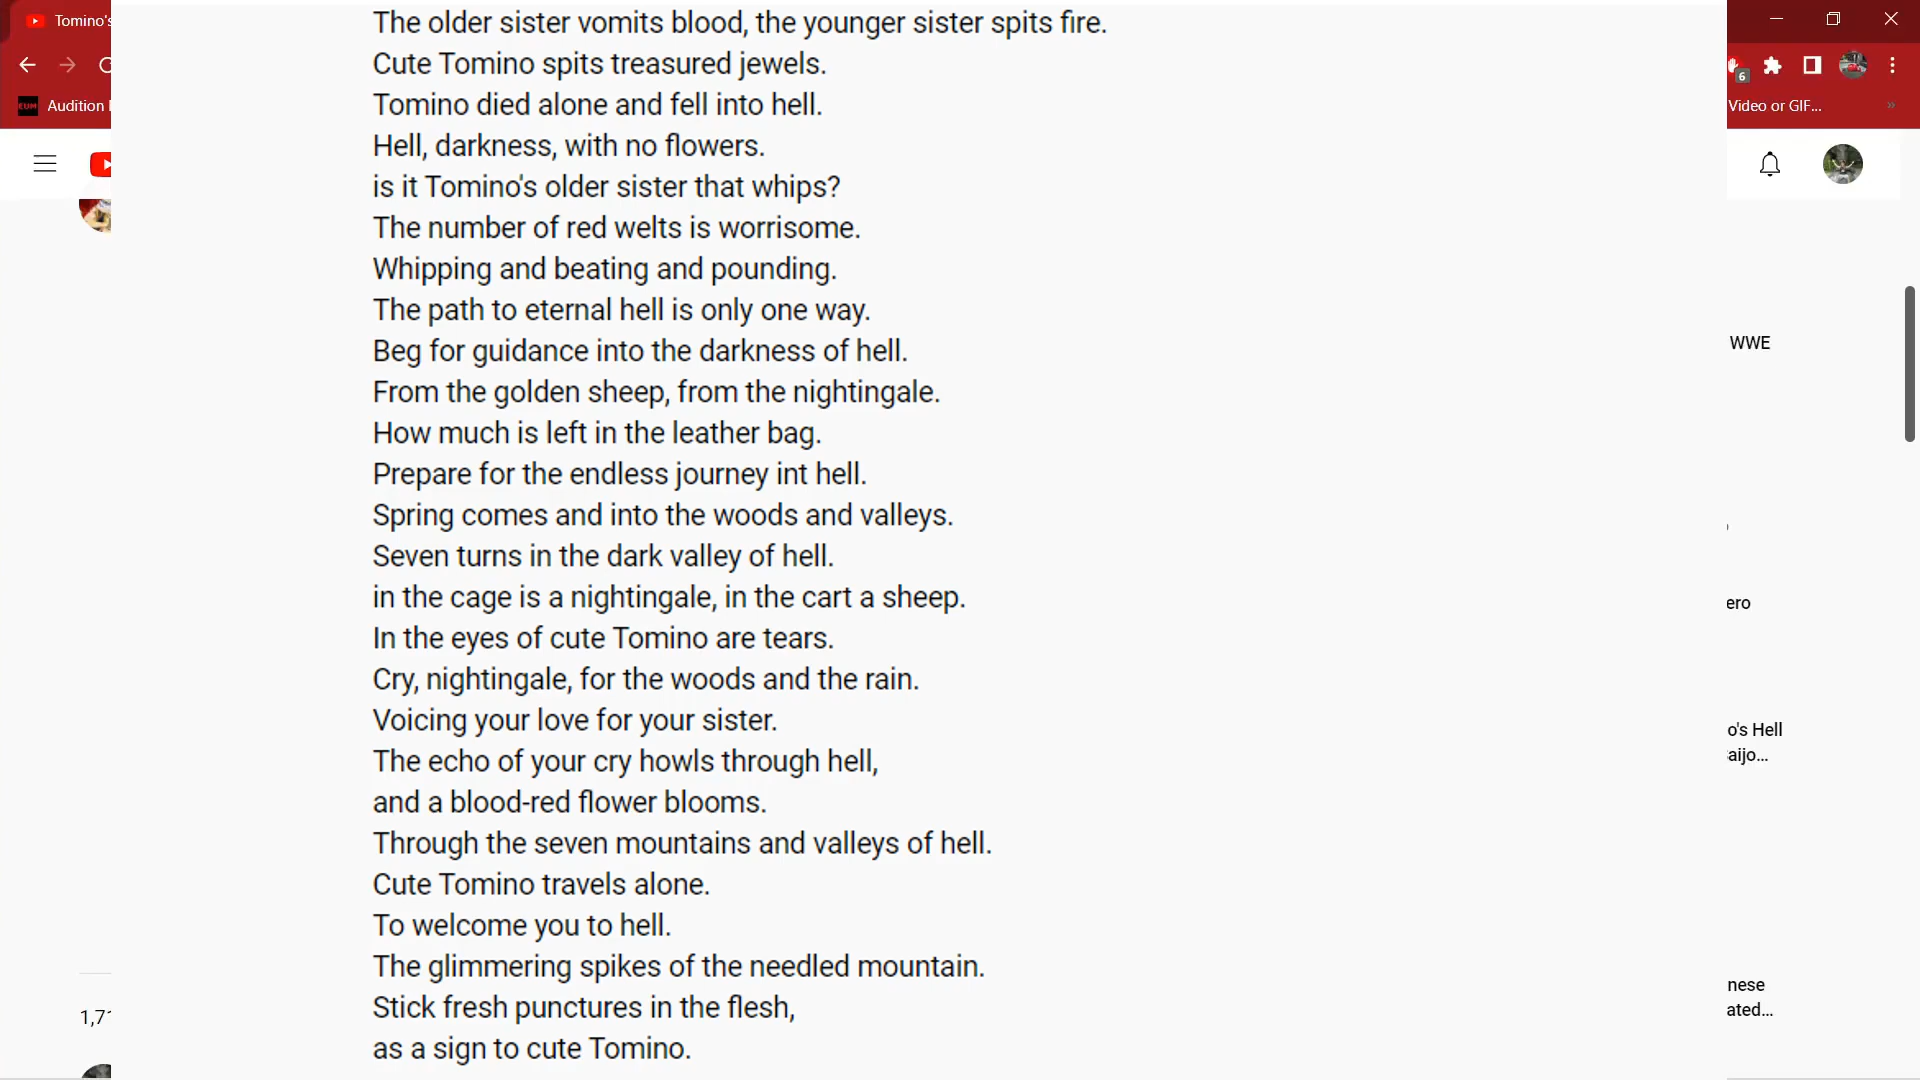 Tomino's
Audition
6
Video or GIF...
»
The older sister vomits blood, the younger sister spits fire.
Cute Tomino spits treasured jewels.
Tomino died alone and fell into hell.
Hell, darkness, with no flowers.
is it Tomino's older sister that whips?
The number of red welts is worrisome.
Whipping and beating and pounding.
The path to eternal hell is only one way.
Beg for guidance into the darkness of hell.
From the golden sheep, from the nightingale.
How much is left in the leather bag.
Prepare for the endless journey int hell.
Spring comes and into the woods and valleys.
Seven turns in the dark valley of hell.
in the cage is a nightingale, in the cart a sheep.
In the eyes of cute Tomino are tears.
Cry, nightingale, for the woods and the rain.
Voicing your love for your sister.
The echo of your cry howls through hell,
and a blood-red flower blooms.
Through the seven mountains and valleys of hell.
Cute Tomino travels alone.
To welcome you to hell.
The glimmering spikes of the needled mountain.
Stick fresh punctures in the flesh,
as a sign to cute Tomino.
WWE
ero
o's Hell
aijo...
nese
ated...
1,71